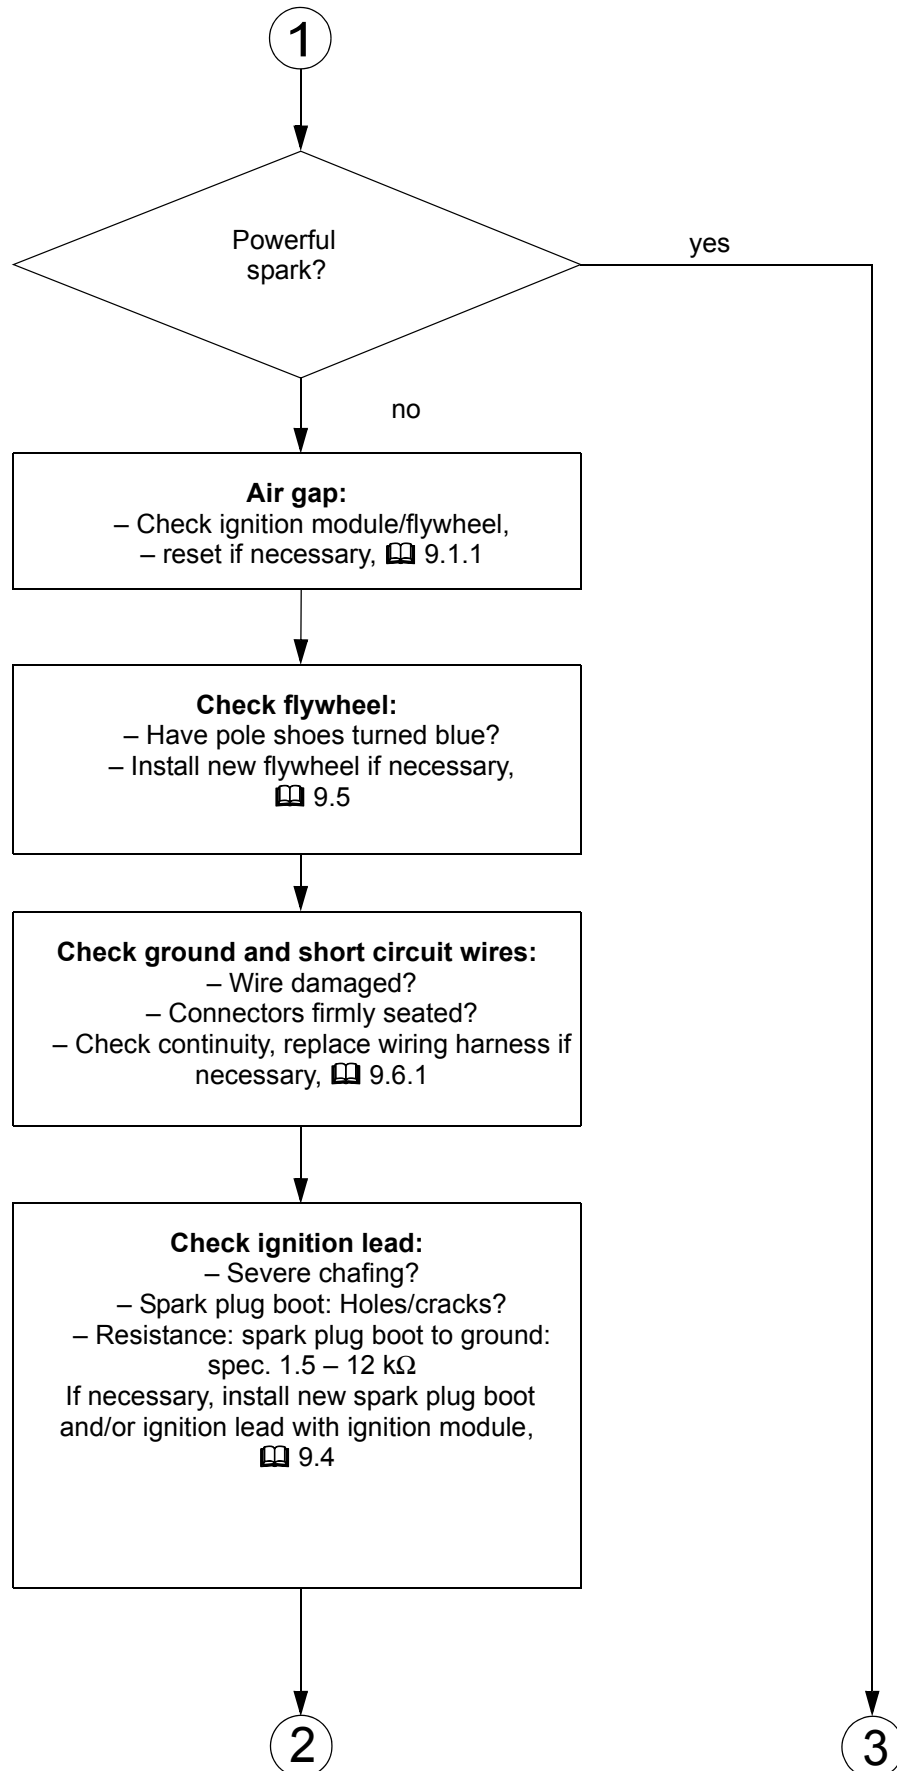 1
Powerful
spark?
yes
no
Air gap:
– Check ignition module/flywheel,
– reset if necessary, 🕮 9.1.1
Check flywheel:
– Have pole shoes turned blue?
– Install new flywheel if necessary,
🕮 9.5
Check ground and short circuit wires:
– Wire damaged?
– Connectors firmly seated?
– Check continuity, replace wiring harness if
necessary, 🕮 9.6.1
Check ignition lead:
– Severe chafing?
– Spark plug boot: Holes/cracks?
– Resistance: spark plug boot to ground:
spec. 1.5 – 12 kΩ
If necessary, install new spark plug boot
and/or ignition lead with ignition module,
🕮 9.4
2
3